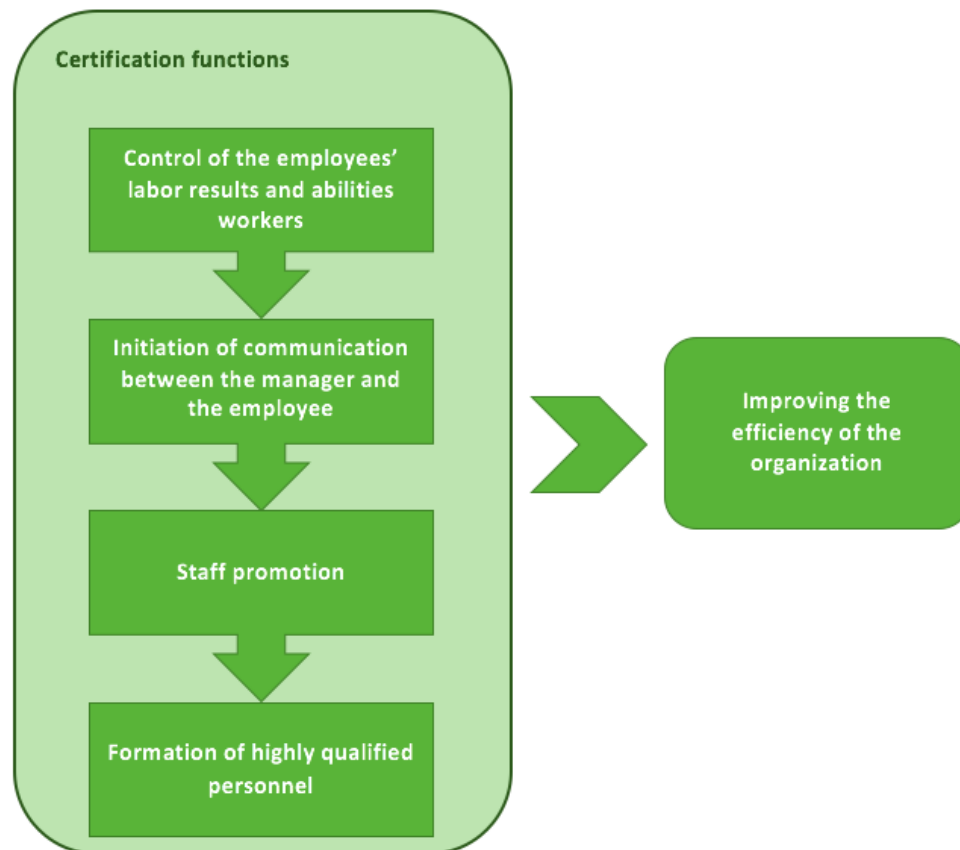 Certification functions
Control of the employees’
labor results and abilities
workers
Initiation of communication
between the manager and
the employee
Staff promotion
Formation of highly qualified
personnel
Improving the
efficiency of the
organization